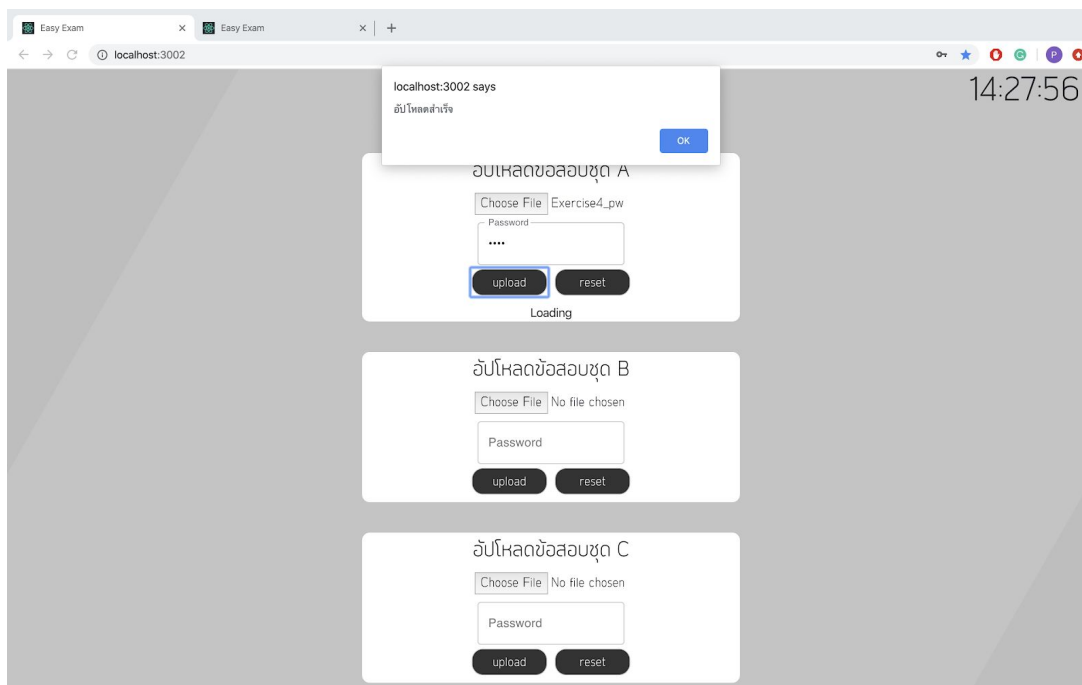 Easy Exam
Easy Exam
localhost:3002
P
14:27:56
localhost:3002 says
อัปโหลดสำเร็จ
OK
อัปโหลดข้อสอบชุด A
Choose File Exercise4_pw
Password
••••
upload reset
Loading
อัปโหลดข้อสอบชุด B
Choose File No file chosen
Password
upload reset
อัปโหลดข้อสอบชุด C
Choose File No file chosen
Password
upload reset